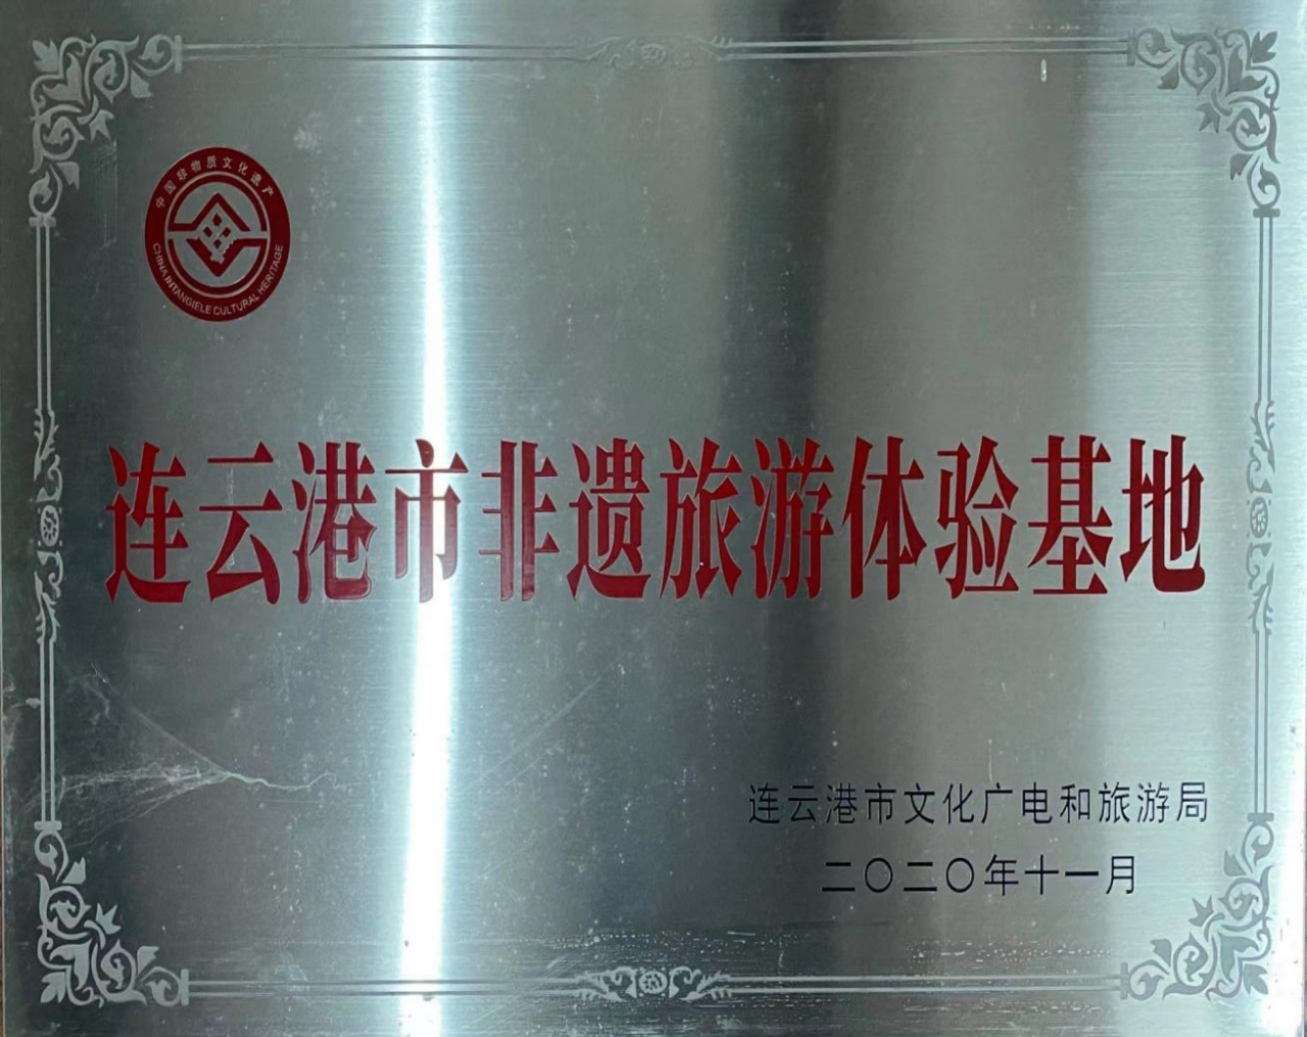 中国非物质文化遗产
CHINA INTANGIELE CULTURAL HERITAGE
连云港市非遗旅游体验基地
连云港市文化广电和旅游局
二〇二〇年十一月